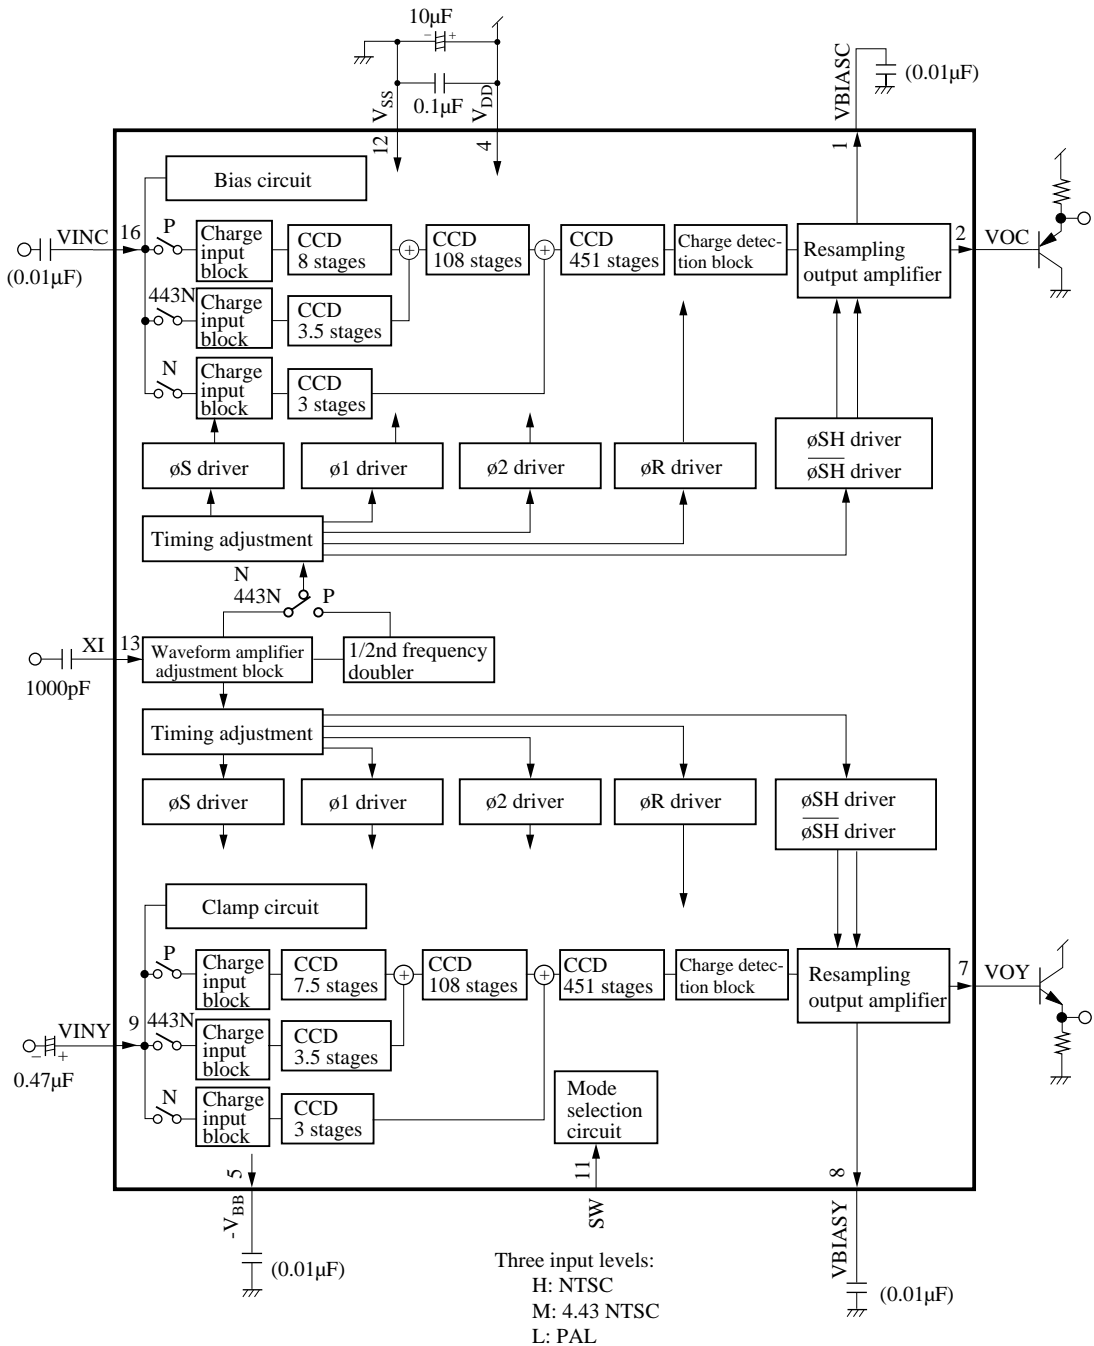 10µF
− +
0.1µF
VSS
VDD
12
4
VBIASC
1
(0.01µF)
Bias circuit
VINC
16
(0.01µF)
P
Charge
input
block
CCD
8 stages
+
CCD
108 stages
+
CCD
451 stages
Charge detec-
tion block
Resampling
output amplifier
2
VOC
443N
Charge
input
block
CCD
3.5 stages
N
Charge
input
block
CCD
3 stages
øS driver
ø1 driver
ø2 driver
øR driver
øSH driver
øSH driver
Timing adjustment
N
443N
P
XI
13
1000pF
Waveform amplifier
adjustment block
1/2nd frequency
doubler
Timing adjustment
øS driver
ø1 driver
ø2 driver
øR driver
øSH driver
øSH driver
Clamp circuit
P
Charge
input
block
CCD
7.5 stages
+
CCD
108 stages
+
CCD
451 stages
Charge detec-
tion block
Resampling
output amplifier
7
VOY
VINY
9
− +
0.47µF
443N
Charge
input
block
CCD
3.5 stages
N
Charge
input
block
CCD
3 stages
Mode
selection
circuit
5
-VBB
(0.01µF)
11
SW
8
VBIASY
(0.01µF)
Three input levels:
H: NTSC
M: 4.43 NTSC
L: PAL